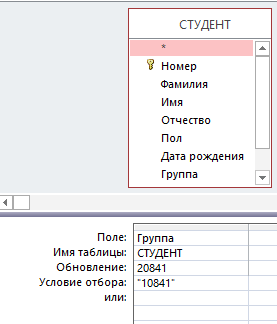 СТУДЕНТ
*
Номер
Фамилия
Имя
Отчество
Пол
Дата рождения
Группа
Поле: Группа
Имя таблицы: СТУДЕНТ
Обновление: 20841
Условие отбора: "10841"
или: